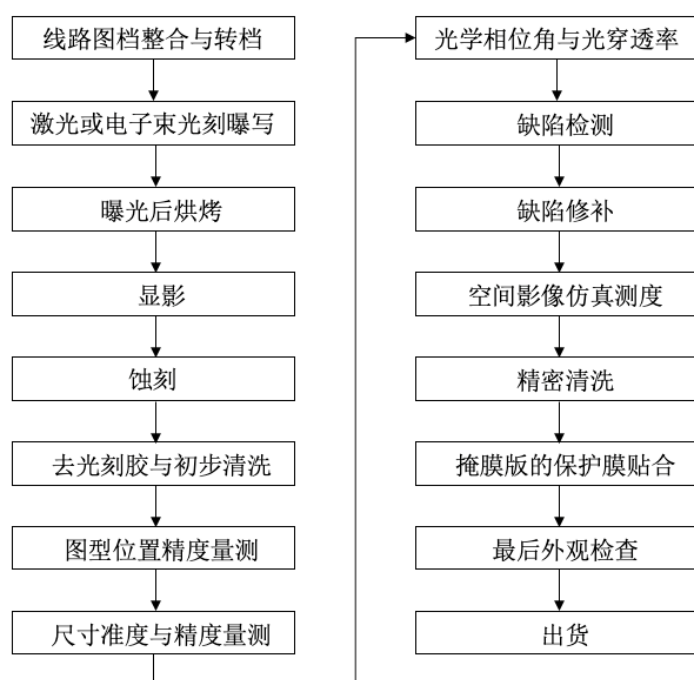 线路图档整合与转档
激光或电子束光刻曝写
曝光后烘烤
显影
蚀刻
去光刻胶与初步清洗
图型位置精度量测
尺寸准度与精度量测
光学相位角与光穿透率
缺陷检测
缺陷修补
空间影像仿真测度
精密清洗
掩膜版的保护膜贴合
最后外观检查
出货